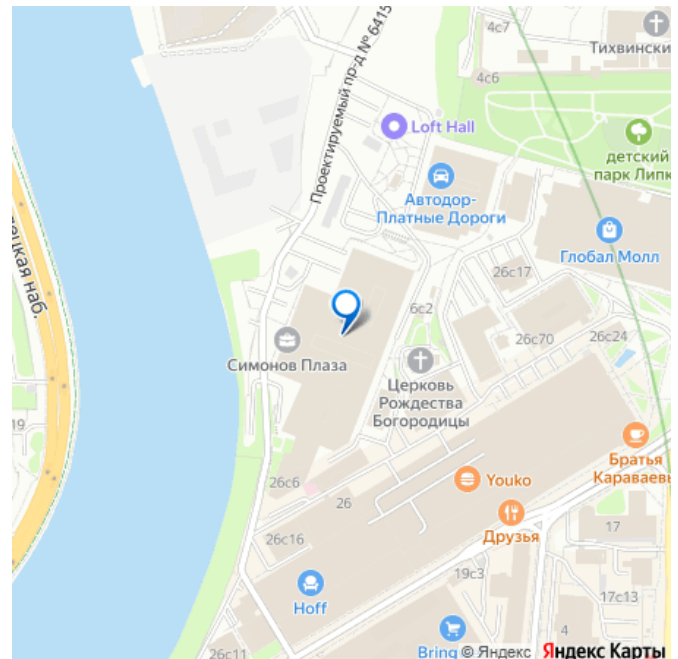 4с7
Тихвински
4с6
Проектируемый пр-д № 6415
Loft Hall
детский
парк Липк
Автодор-
Платные Дороги
Глобал Молл
ецкая наб.
26с17
6с2
26с70
26с24
Симонов Плаза
Церковь
Рождества
Богородицы
19
Братья
Караваевы
26с6
Youko
26
Друзья
17
26с16
19с3
Hoff
17с13
4
26с11
Bring
© Яндекс
Яндекс Карты